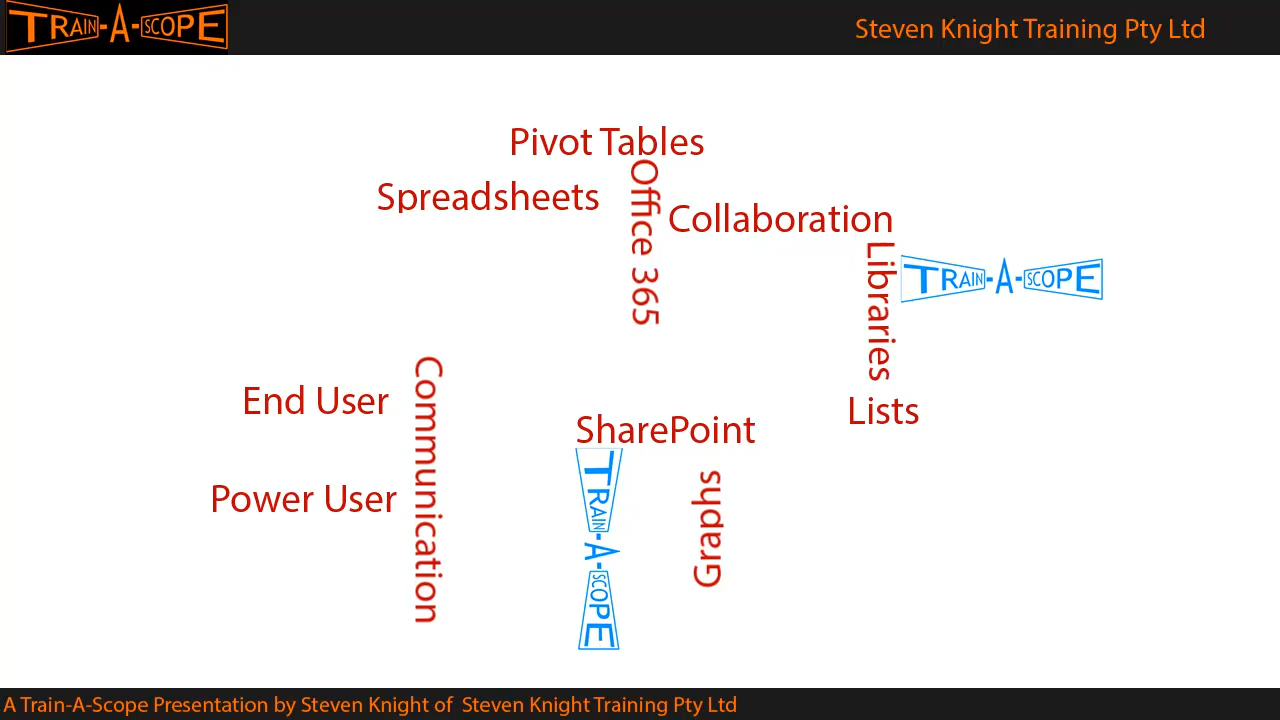 TRAIN-A-SCOPE
Steven Knight Training Pty Ltd
Pivot Tables
Office 365
Spreadsheets
Collaboration
Libraries
TRAIN-A-SCOPE
Communication
End User
Lists
SharePoint
TRAIN-A-SCOPE
Graphs
Power User
A Train-A-Scope Presentation by Steven Knight of Steven Knight Training Pty Ltd